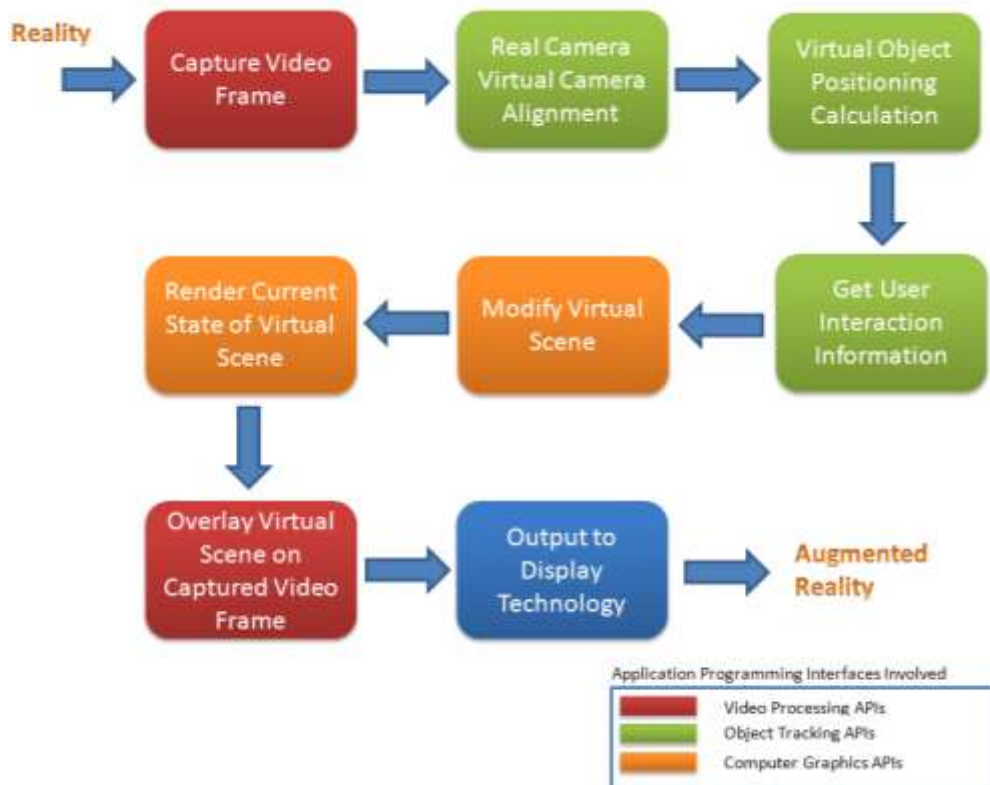 Reality
Capture Video
Frame
Real Camera
Virtual Camera
Alignment
Virtual Object
Positioning
Calculation
Get User
Interaction
Information
Modify Virtual
Scene
Render Current
State of Virtual
Scene
Overlay Virtual
Scene on
Captured Video
Frame
Output to
Display
Technology
Augmented
Reality
Application Programming Interfaces Involved
Video Processing APIs
Object Tracking APIs
Computer Graphics APIs